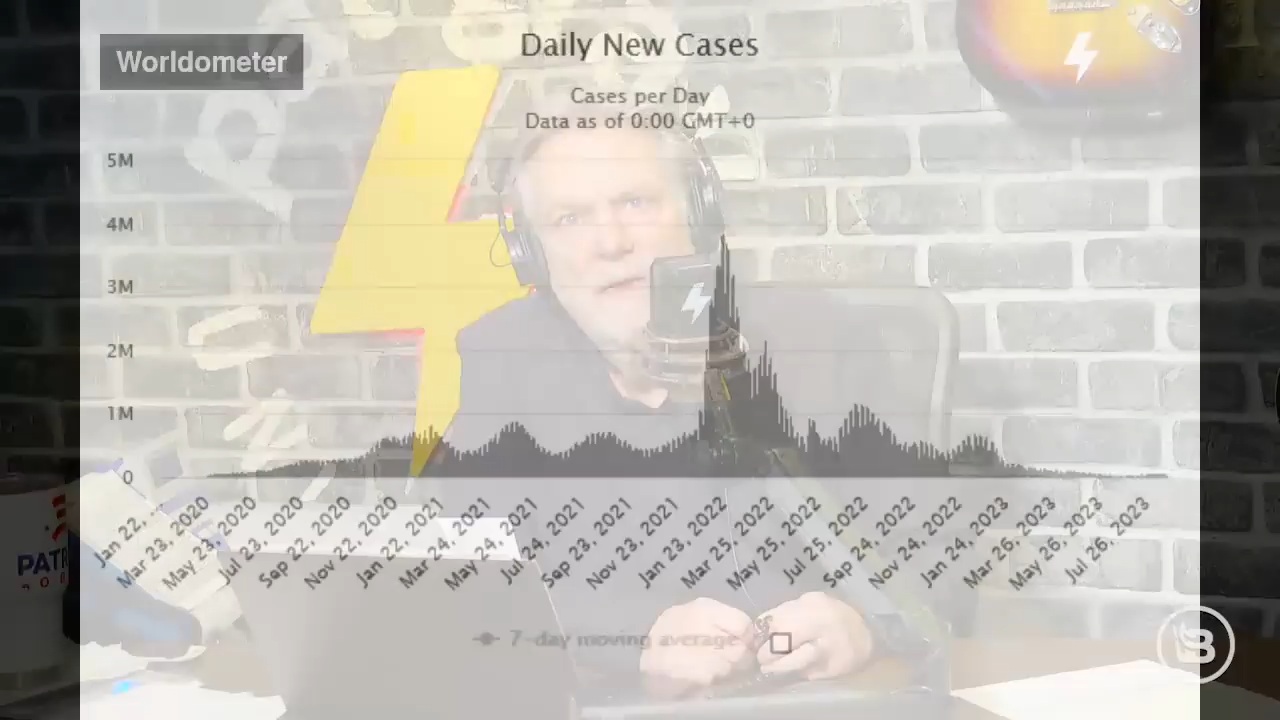 Worldometer
Daily New Cases
Cases per Day
Data as of 0:00 GMT+0
5M
4M
3M
2M
1M
0
Jan 22, ...
Mar 23, 2020
May 23, 2020
Jul 23, 2020
Sep 22, 2020
Nov 22, 2020
Jan 22, 2021
Mar 24, 2021
May 24, 2021
Jul 24, 2021
Sep 23, 2021
Nov 23, 2021
Jan 23, 2022
Mar 25, 2022
May 25, 2022
Jul 25, 2022
Sep 24, 2022
Nov 24, 2022
Jan 24, 2023
Mar 26, 2023
May 26, 2023
Jul 26, 2023
7-day moving average
PATR
MOB
B